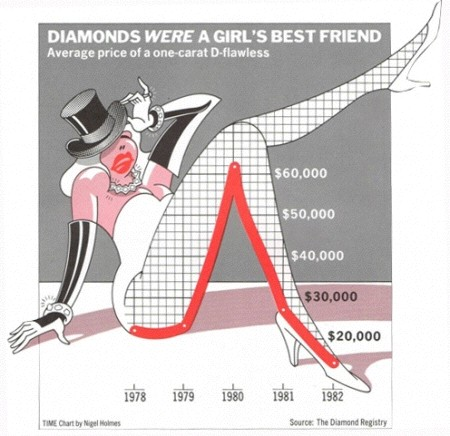 DIAMONDS WERE A GIRL'S BEST FRIEND
Average price of a one-carat D-flawless
$60,000
$50,000
$40,000
$30,000
$20,000
1978 1979 1980 1981 1982
TIME Chart by Nigel Holmes Source: The Diamond Registry